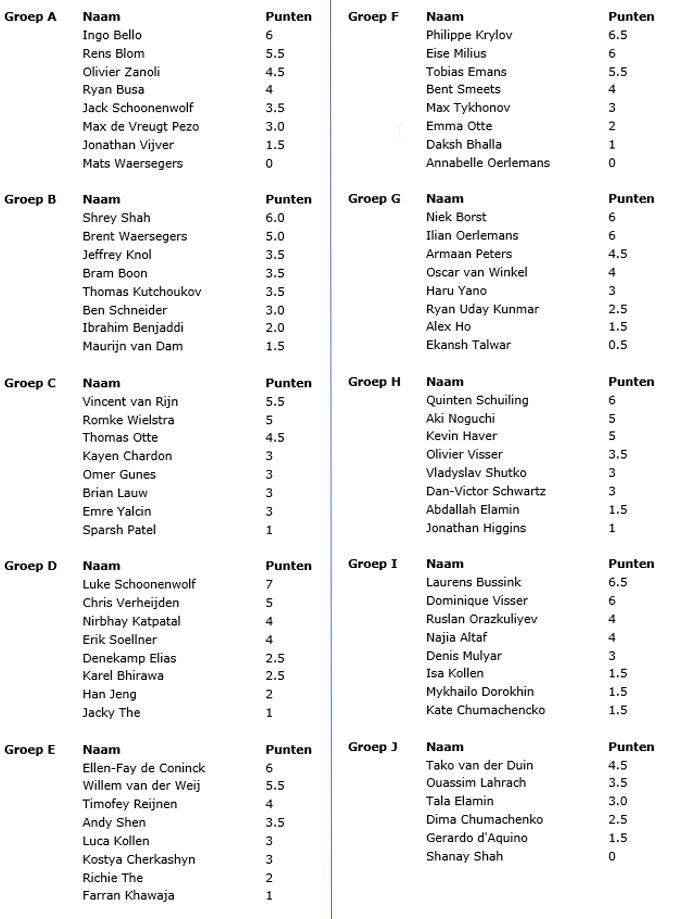 Groep A Naam Punten
Ingo Bello 6
Rens Blom 5.5
Olivier Zanoli 4.5
Ryan Busa 4
Jack Schoonenwolf 3.5
Max de Vreugt Pezo 3.0
Jonathan Vijver 1.5
Mats Waersegers 0
Groep B Naam Punten
Shrey Shah 6.0
Brent Waersegers 5.0
Jeffrey Knol 3.5
Bram Boon 3.5
Thomas Kutchoukov 3.5
Ben Schneider 3.0
Ibrahim Benjaddi 2.0
Maurijn van Dam 1.5
Groep C Naam Punten
Vincent van Rijn 5.5
Romke Wielstra 5
Thomas Otte 4.5
Kayen Chardon 3
Omer Gunes 3
Brian Lauw 3
Emre Yalcin 3
Sparsh Patel 1
Groep D Naam Punten
Luke Schoonenwolf 7
Chris Verheijden 5
Nirbhay Katpatal 4
Erik Soellner 4
Denekamp Elias 2.5
Karel Bhirawa 2.5
Han Jeng 2
Jacky The 1
Groep E Naam Punten
Ellen-Fay de Coninck 6
Willem van der Weij 5.5
Timofey Reijnen 4
Andy Shen 3.5
Luca Kollen 3
Kostya Cherkashyn 3
Richie The 2
Farran Khawaja 1
Groep F Naam Punten
Philippe Krylov 6.5
Eise Milius 6
Tobias Emans 5.5
Bent Smeets 4
Max Tykhonov 3
Emma Otte 2
Daksh Bhalla 1
Annabelle Oerlemans 0
Groep G Naam Punten
Niek Borst 6
Ilian Oerlemans 6
Armaan Peters 4.5
Oscar van Winkel 4
Haru Yano 3
Ryan Uday Kunmar 2.5
Alex Ho 1.5
Ekansh Talwar 0.5
Groep H Naam Punten
Quinten Schuiling 6
Aki Noguchi 5
Kevin Haver 5
Olivier Visser 3.5
Vladyslav Shutko 3
Dan-Victor Schwartz 3
Abdallah Elamin 1.5
Jonathan Higgins 1
Groep I Naam Punten
Laurens Bussink 6.5
Dominique Visser 6
Ruslan Orazkuliyev 4
Najia Altaf 4
Denis Mulyar 3
Isa Kollen 1.5
Mykhailo Dorokhin 1.5
Kate Chumachencko 1.5
Groep J Naam Punten
Tako van der Duin 4.5
Ouassim Lahrach 3.5
Tala Elamin 3.0
Dima Chumachenko 2.5
Gerardo d'Aquino 1.5
Shanay Shah 0